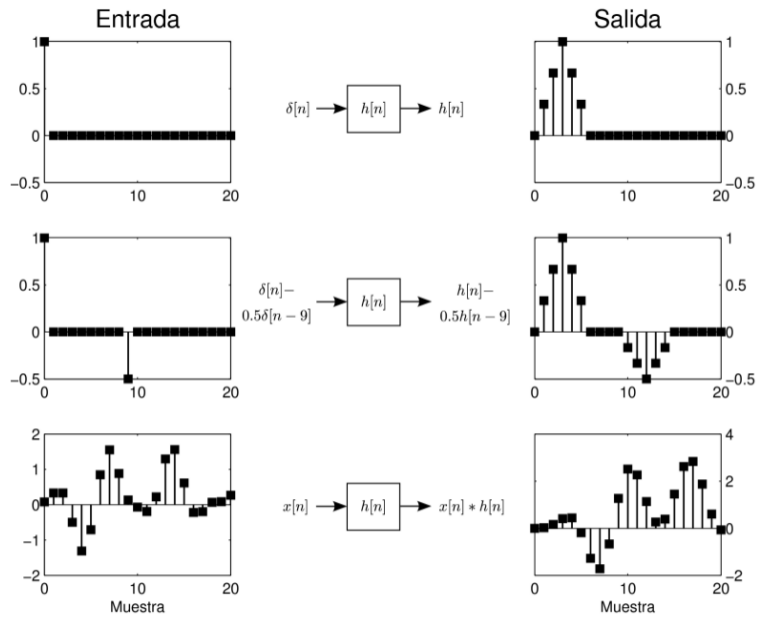 Entrada
Salida
1
0.5
0
−0.5
0 10 20
δ[n]
h[n]
h[n]
1
0.5
0
−0.5
0 10 20
1
0.5
0
−0.5
0 10 20
δ[n]−
0.5δ[n − 9]
h[n]
h[n]−
0.5h[n − 9]
1
0.5
0
−0.5
0 10 20
2
1
0
−1
−2
0 10 20
Muestra
x[n]
h[n]
x[n] ∗ h[n]
4
2
0
−2
0 10 20
Muestra